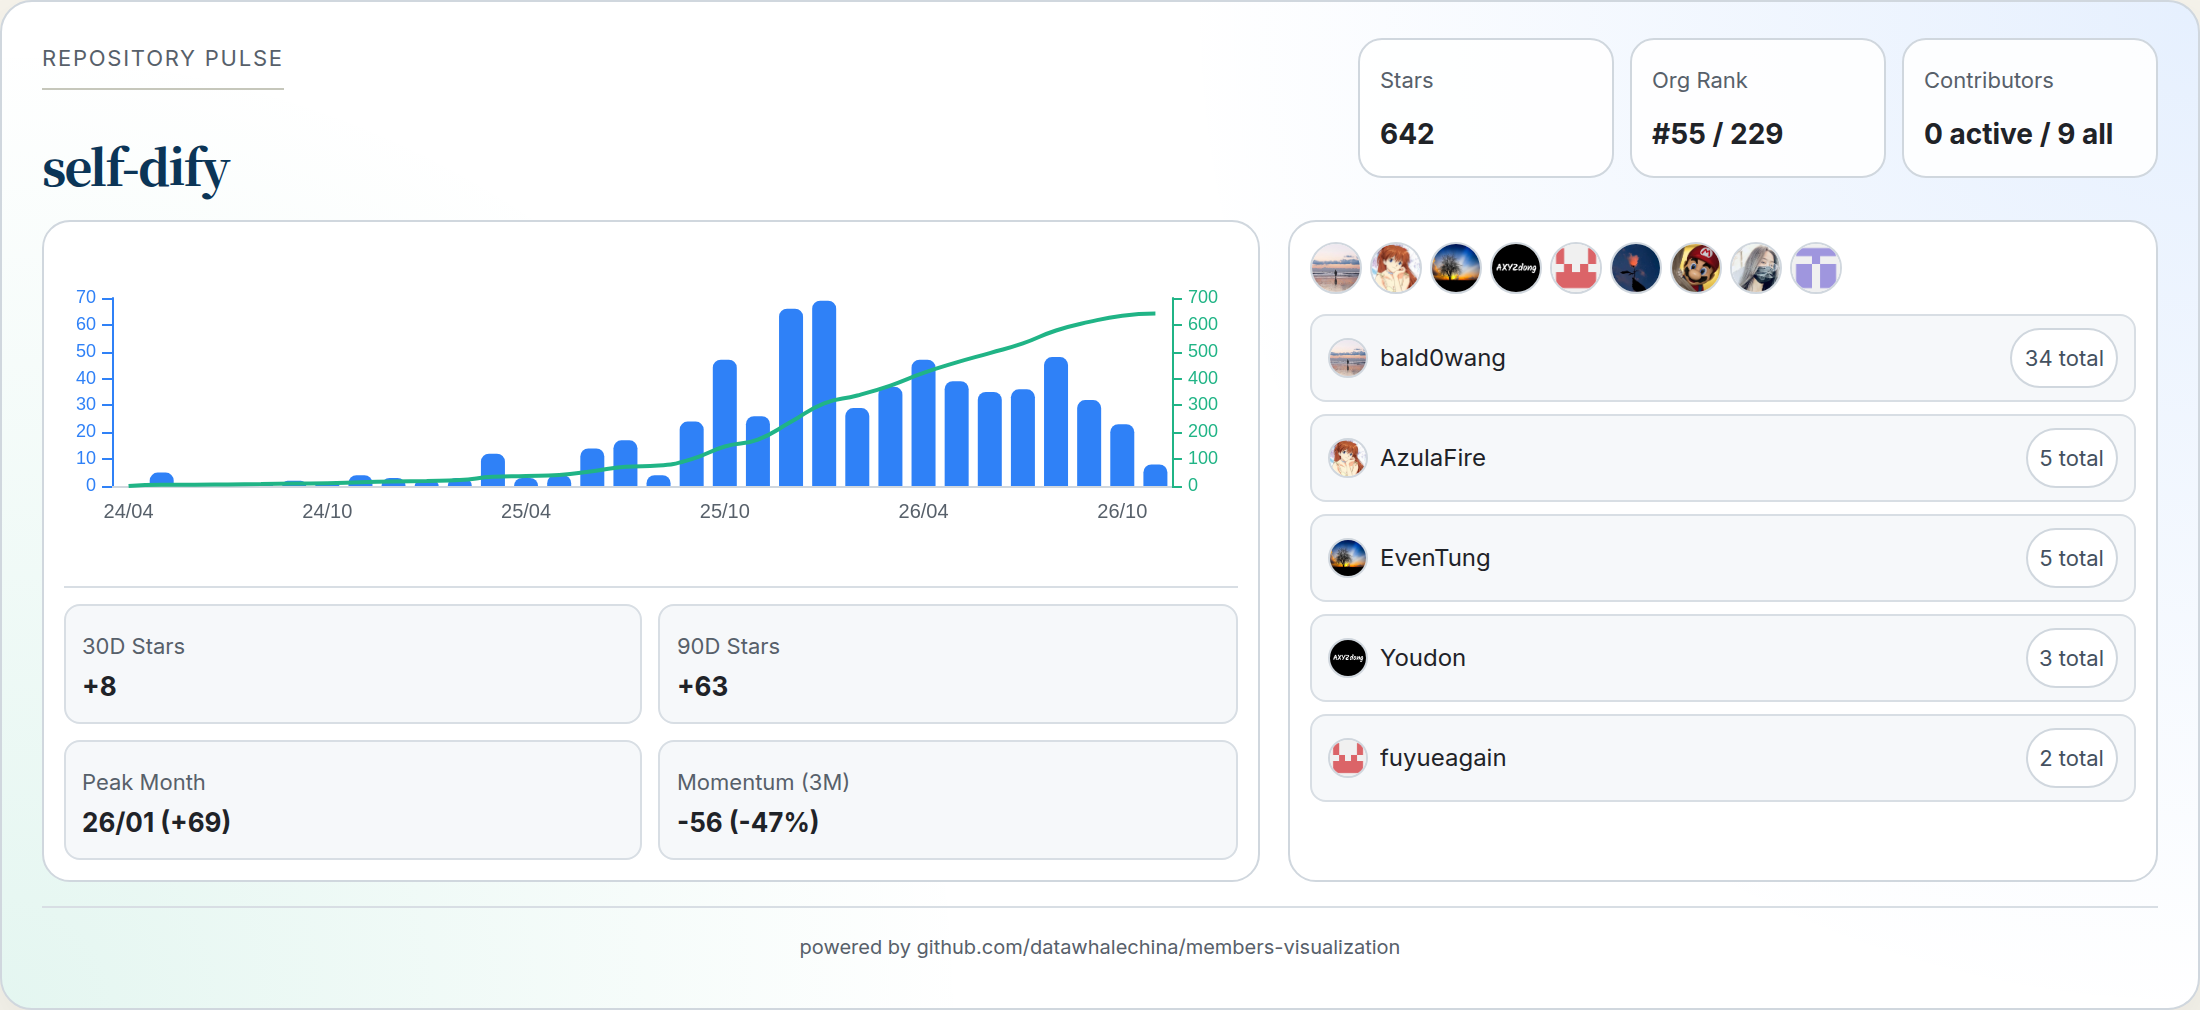 REPOSITORY PULSE
self-dify
Stars
642
Org Rank
#55 / 229
Contributors
0 active / 9 all
70
60
50
40
30
20
10
0
700
600
500
400
300
200
100
0
24/04
24/10
25/04
25/10
26/04
26/10
30D Stars
+8
90D Stars
+63
Peak Month
26/01 (+69)
Momentum (3M)
-56 (-47%)
AXYZdong
bald0wang
34 total
AzulaFire
5 total
EvenTung
5 total
AXYZdong
Youdon
3 total
fuyueagain
2 total
powered by github.com/datawhalechina/members-visualization